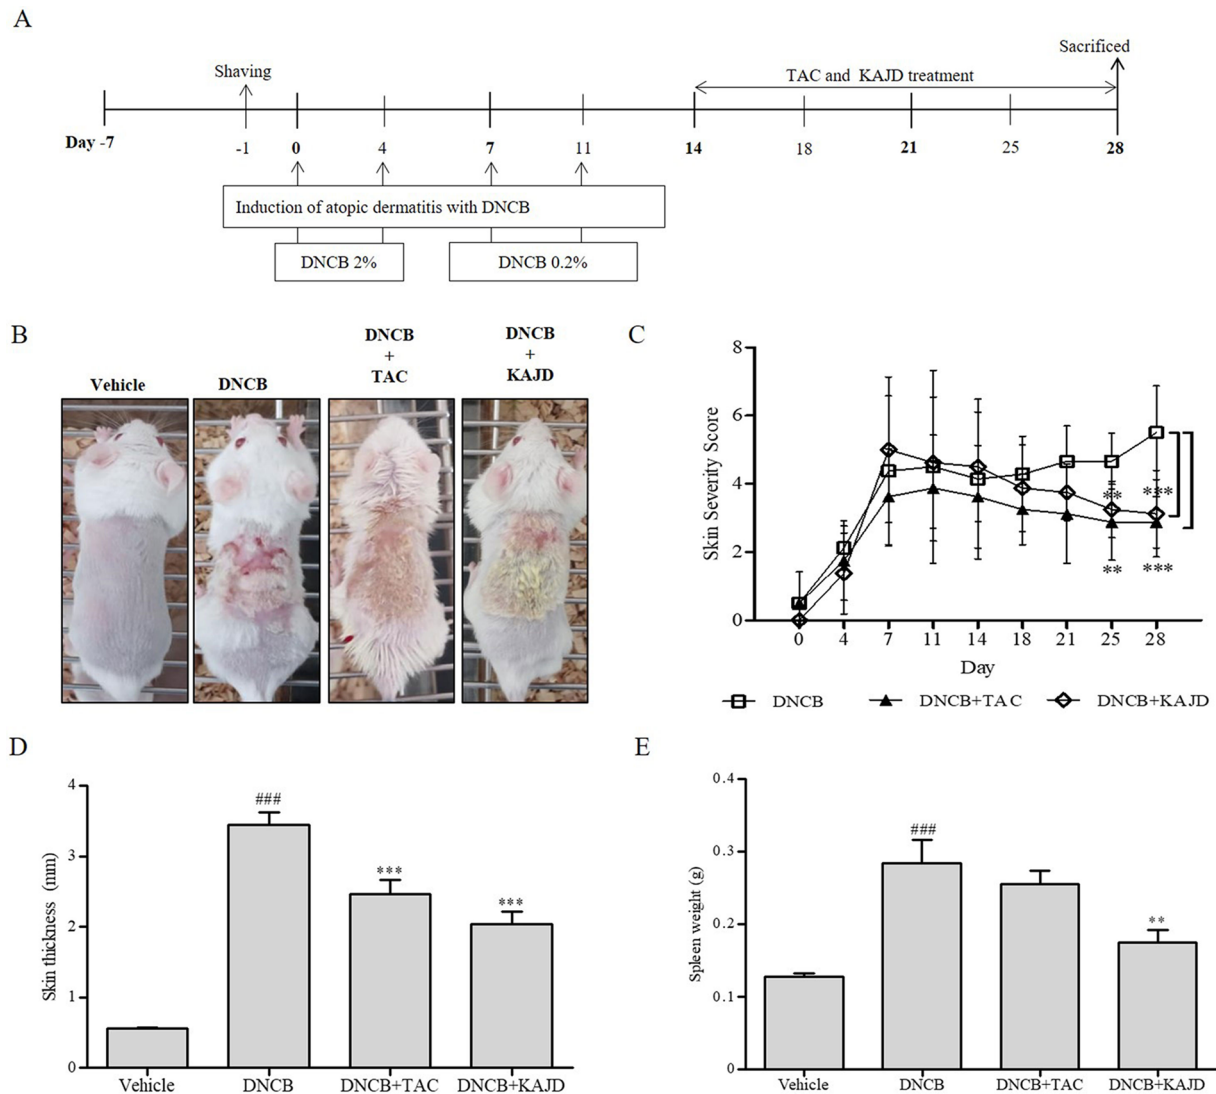 A
Sacrificed
Shaving
TAC and KAJD treatment
Day -7
-1 0 4 7 11 14 18 21 25 28
Induction of atopic dermatitis with DNCB
DNCB 2% DNCB 0.2%
B
Vehicle
DNCB
DNCB
+
TAC
DNCB
+
KAJD
C
Skin Severity Score
8
6
4
2
0
** ***
** ***
0 4 7 11 14 18 21 25 28
Day
DNCB DNCB+TAC DNCB+KAJD
D
Skin thickness (mm)
4
3
2
1
0
###
***
***
Vehicle DNCB DNCB+TAC DNCB+KAJD
E
Spleen weight (g)
0.4
0.3
0.2
0.1
0
###
**
Vehicle DNCB DNCB+TAC DNCB+KAJD